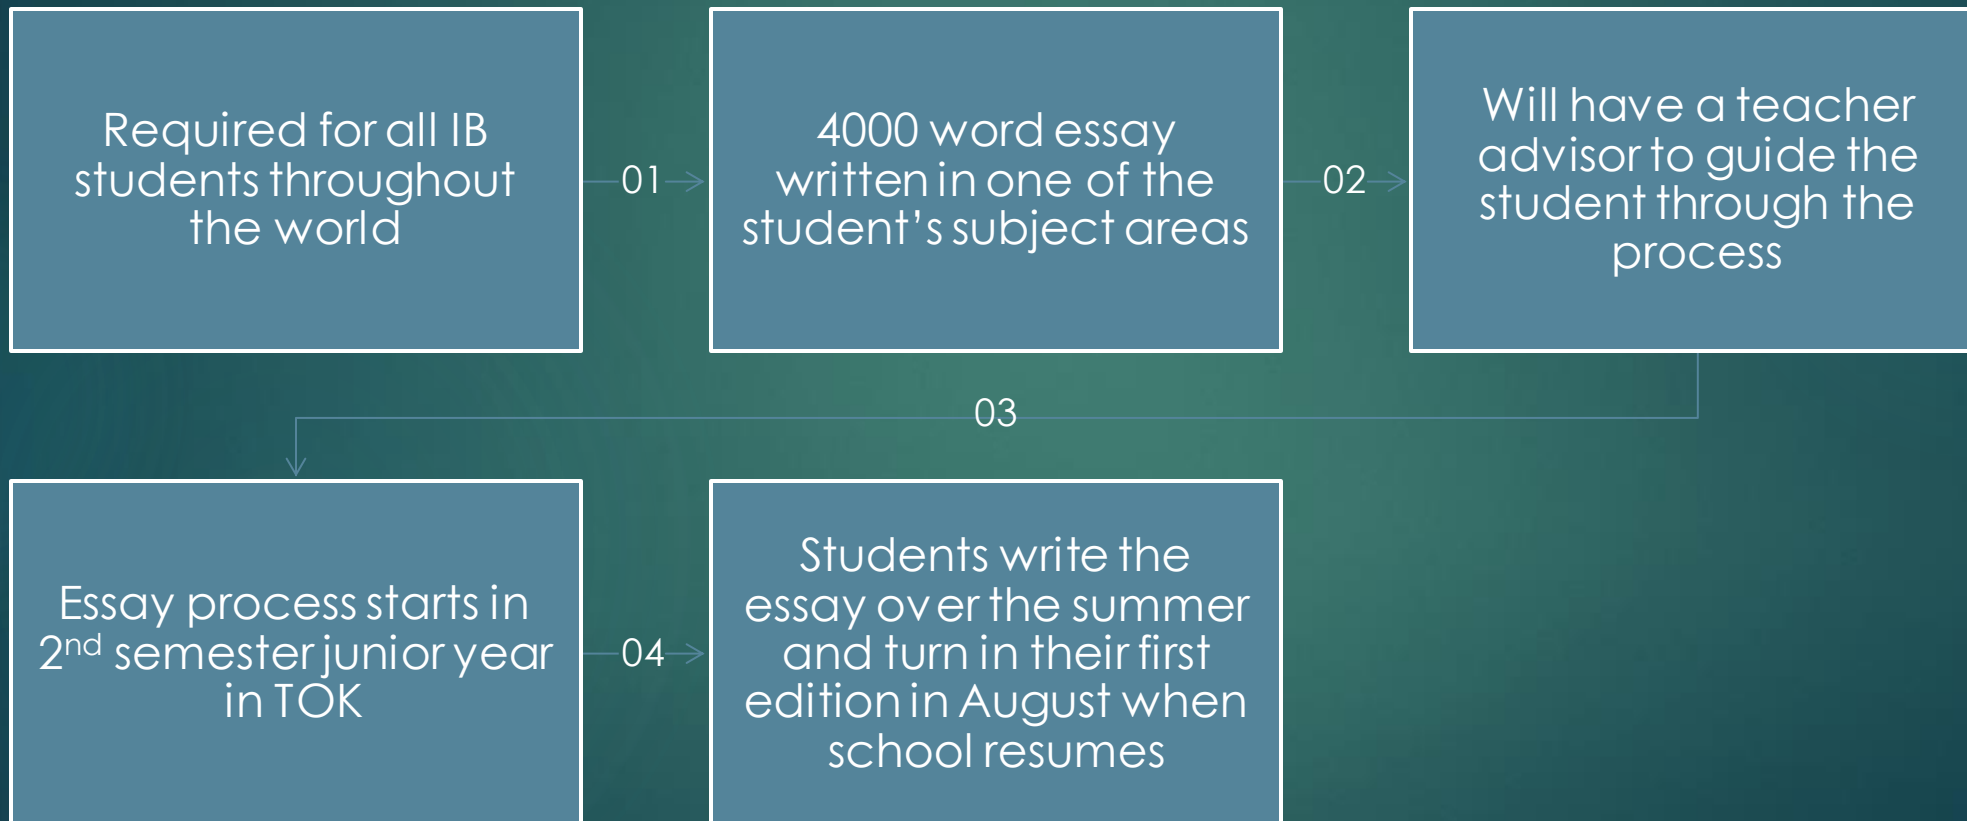 Required for all IB
students throughout
the world
01
4000 word essay
written in one of the
student’s subject areas
02
Will have a teacher
advisor to guide the
student through the
process
03
Essay process starts in
2nd semester junior year
in TOK
04
Students write the
essay over the summer
and turn in their first
edition in August when
school resumes